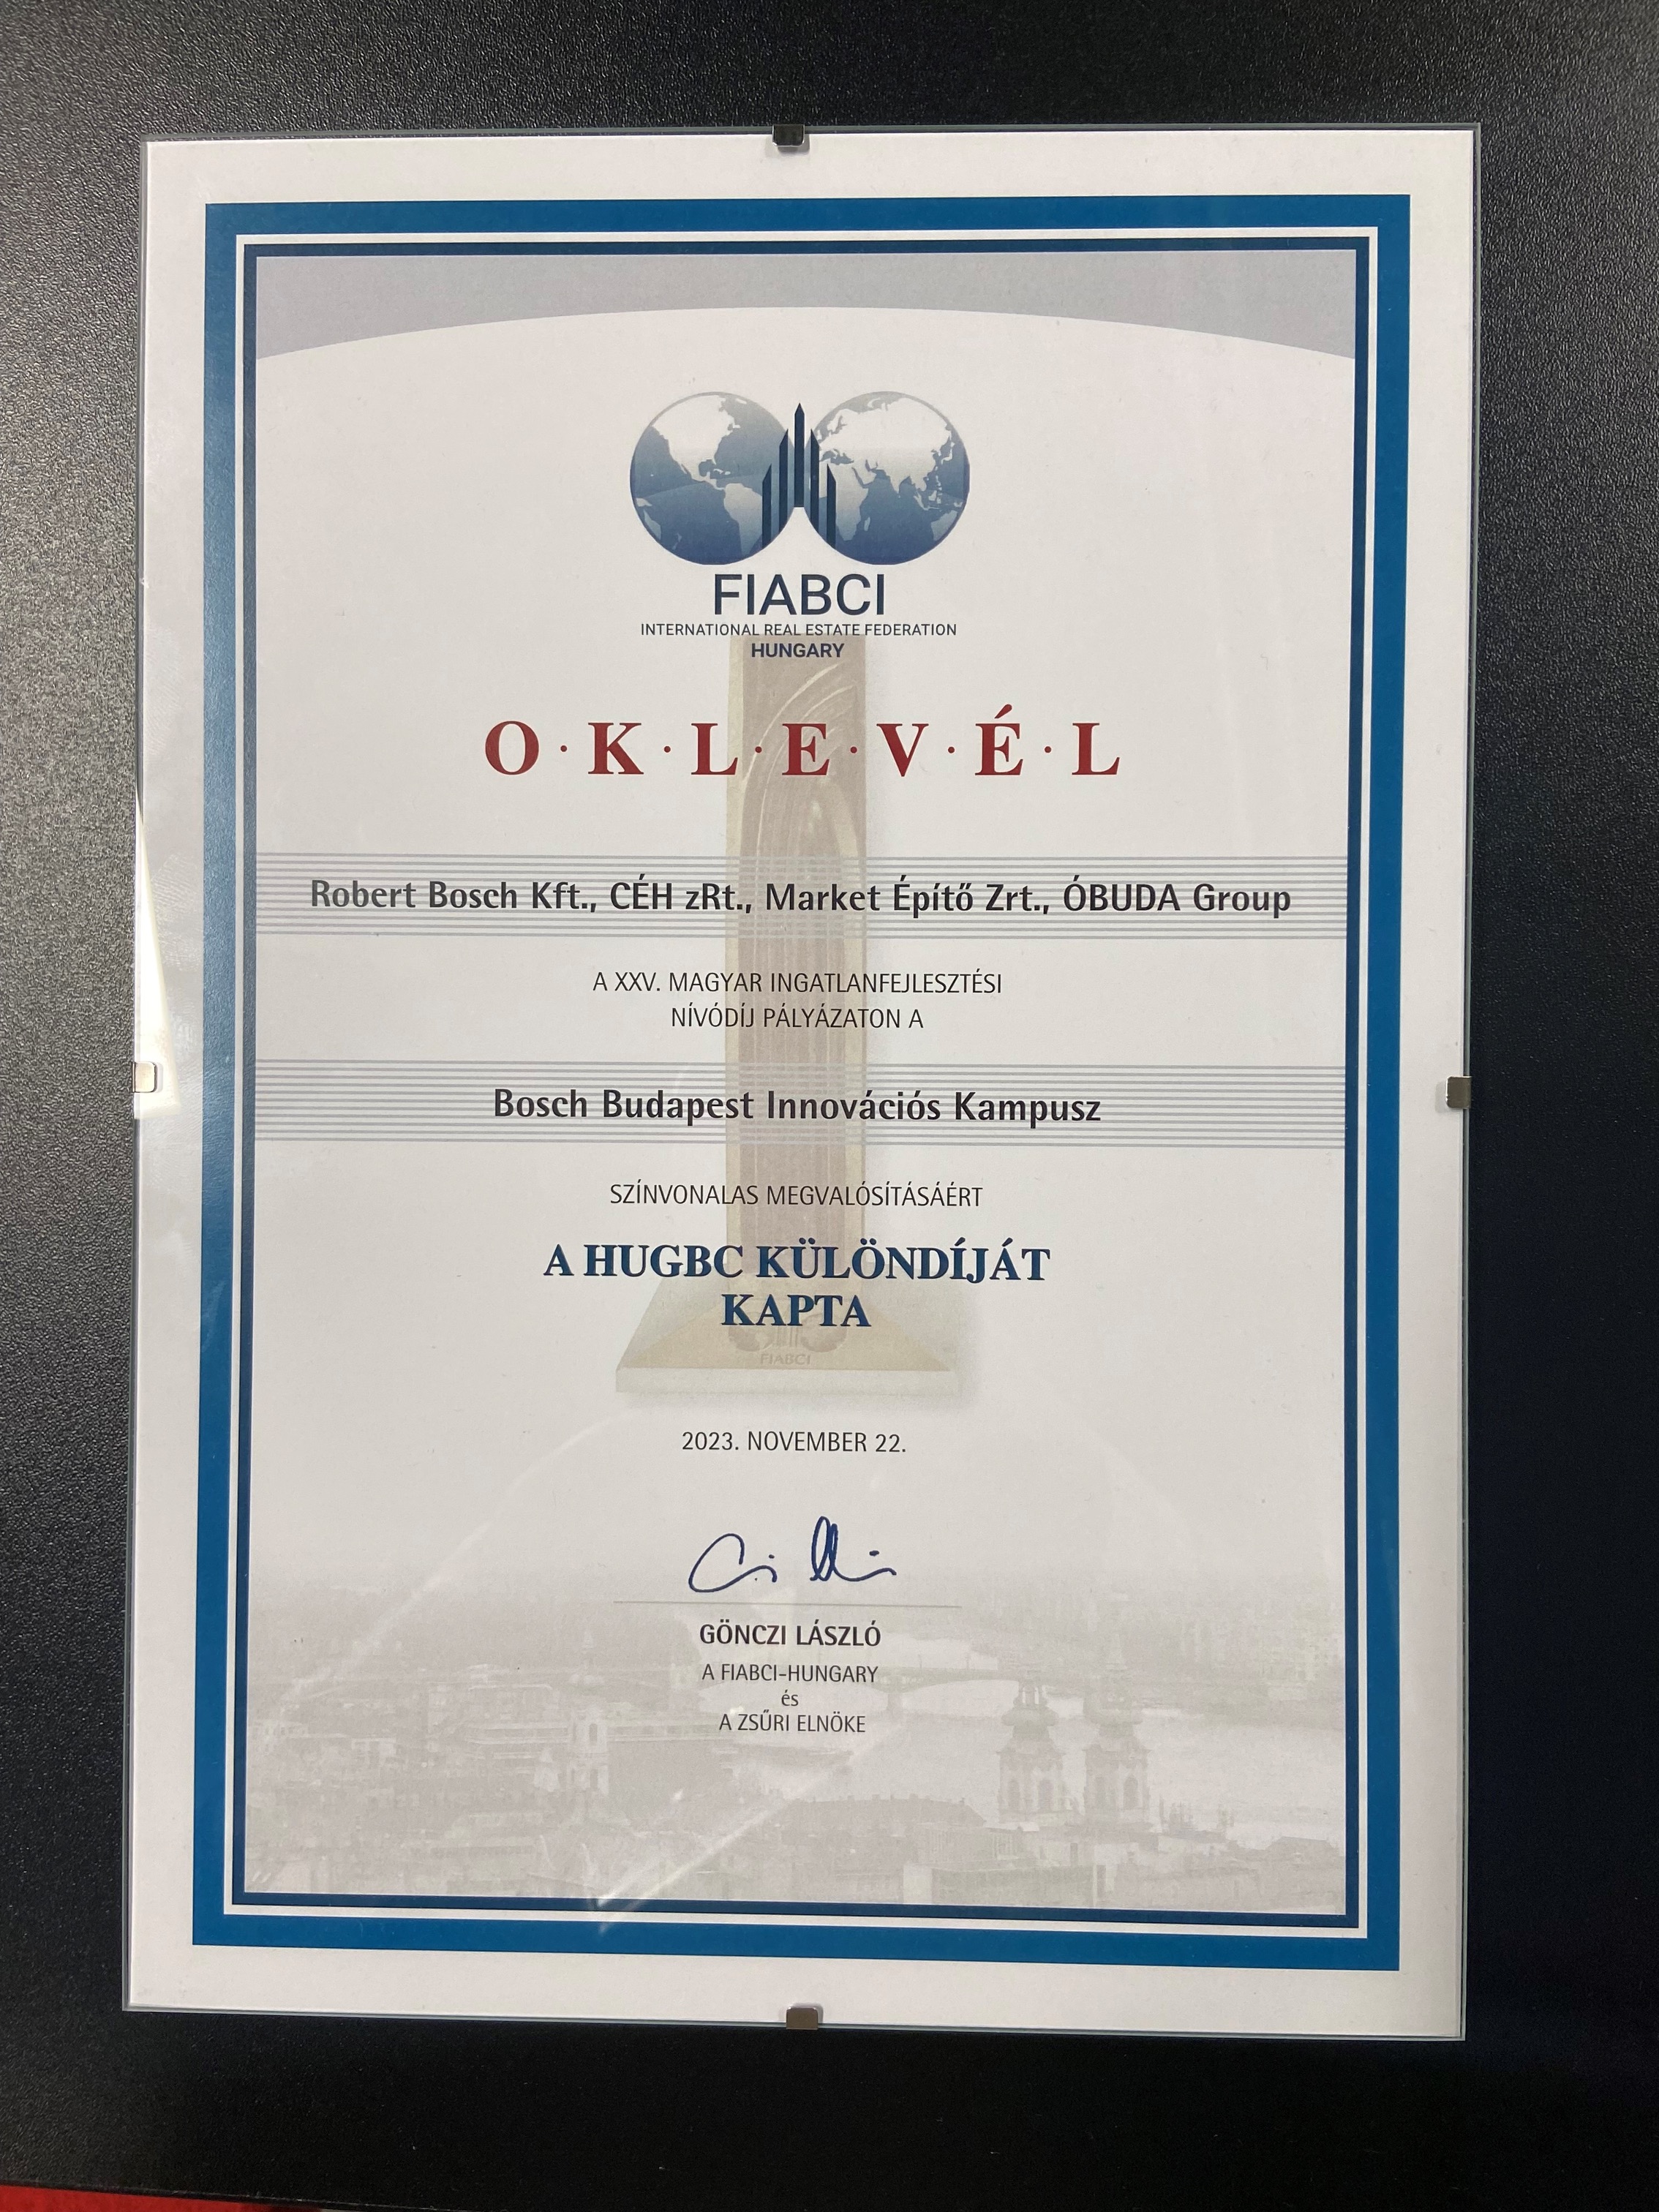 FIABCI
INTERNATIONAL REAL ESTATE FEDERATION
HUNGARY
O·K·L·E·V·É·L
Robert Bosch Kft., CÉH zRt., Market Építő Zrt., ÓBUDA Group
A XXV. MAGYAR INGATLANFEJLESZTÉSI
NÍVÓDÍJ PÁLYÁZATON A
Bosch Budapest Innovációs Kampusz
SZÍNVONALAS MEGVALÓSÍTÁSÁÉRT
A HUGBC KÜLÖNDÍJÁT
KAPTA
FIABCI
2023. NOVEMBER 22.
GÖNCZI LÁSZLÓ
A FIABCI-HUNGARY
és
A ZSŰRI ELNÖKE